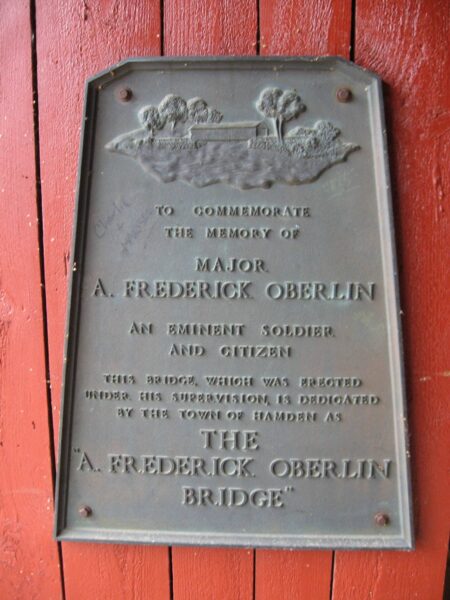 TO COMMEMORATE
THE MEMORY OF
MAJOR
A. FREDERICK OBERLIN
AN EMINENT SOLDIER
AND CITIZEN
THIS BRIDGE, WHICH WAS ERECTED
UNDER HIS SUPERVISION, IS DEDICATED
BY THE TOWN OF HAMDEN AS
THE
"A. FREDERICK OBERLIN
BRIDGE"